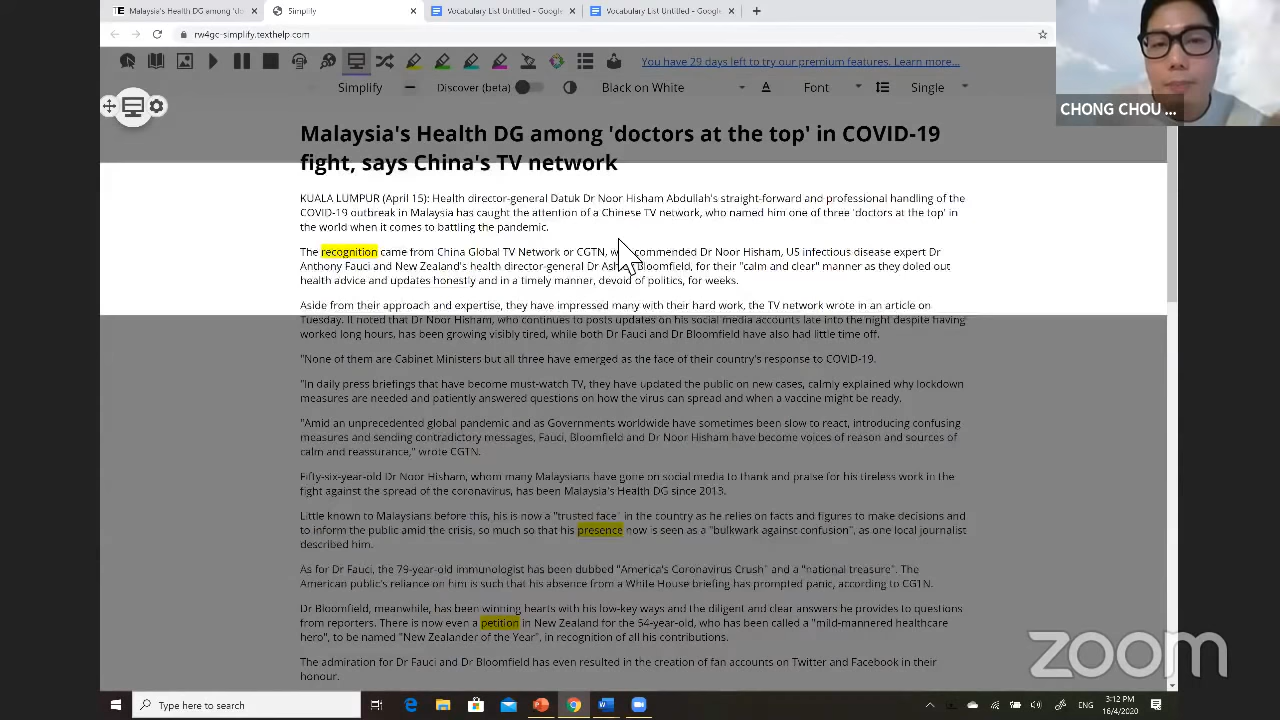 Malaysia's Health DG among 'do
Simplify
Vocabulary List Untitled - Google
Vocabulary List Untitled - Google
rw4gc-simplify.texthelp.com
You have 29 days left to try our premium features. Learn more...
Simplify
Discover (beta)
Black on White
Font
Single
CHONG CHOU ...
Malaysia's Health DG among 'doctors at the top' in COVID-19
fight, says China's TV network
KUALA LUMPUR (April 15): Health director-general Datuk Dr Noor Hisham Abdullah's straight-forward and professional handling of the
COVID-19 outbreak in Malaysia has caught the attention of a Chinese TV network, who named him one of three 'doctors at the top' in
the world when it comes to battling the pandemic.
The recognition came from China Global TV Network or CGTN, commended Dr Noor Hisham, US infectious disease expert Dr
Anthony Fauci and New Zealand's health director-general Dr Bloomfield, for their "calm and clear" manner as they doled out
health advice and updates honestly and in a timely manner, devoid of politics, for weeks.
Aside from their approach and expertise, they have impressed many with their hard work, the TV network wrote in an article on
Tuesday. It noted that Dr Noor Hisham, who continues to posts updates on his social media accounts late into the night despite having
worked long hours, has been growing visibly tired, while both Dr Fauci and Dr Bloomfield have also had little time off.
"None of them are Cabinet Ministers but all three have emerged as the face of their country's response to COVID-19.
"In daily press briefings that have become must-watch TV, they have updated the public on new cases, calmly explained why lockdown
measures are needed and patiently answered questions on how the virus can spread and when a vaccine might be ready.
"Amid an unprecedented global pandemic and as Governments worldwide have sometimes been slow to react, introducing confusing
measures and sending contradictory messages, Fauci, Bloomfield and Dr Noor Hisham have become voices of reason and sources of
calm and reassurance," wrote CGTN.
Fifty-six-year-old Dr Noor Hisham, whom many Malaysians have gone on social media to thank and praise for his tireless work in the
fight against the spread of the coronavirus, has been Malaysia's Health DG since 2013.
Little known to Malaysians before this, his is now a "trusted face" in the country as he relies on facts and figures to make decisions and
to inform the public amid the crisis, so much so that his presence now is seen as a "bulwark against confusion", as one local journalist
described him.
As for Dr Fauci, the 79-year-old immunologist has been dubbed "America's Coronavirus Crush" and a "national treasure". The
American public's reliance on him is such that his absence from a White House briefing has prompted panic, according to CGTN.
Dr Bloomfield, meanwhile, has been winning hearts with his low-key ways and the diligent and clear answers he provides to questions
from reporters. There is now even a petition in New Zealand for the 54-year-old, who has been called a "mild-mannered healthcare
hero", to be named "New Zealander of the Year", in recognition of all his contributions.
The admiration for Dr Fauci and Dr Bloomfield has even resulted in the creation of fan accounts on Twitter and Facebook in their
honour.
zoom
Type here to search
ENG
3:12 PM
16/4/2020